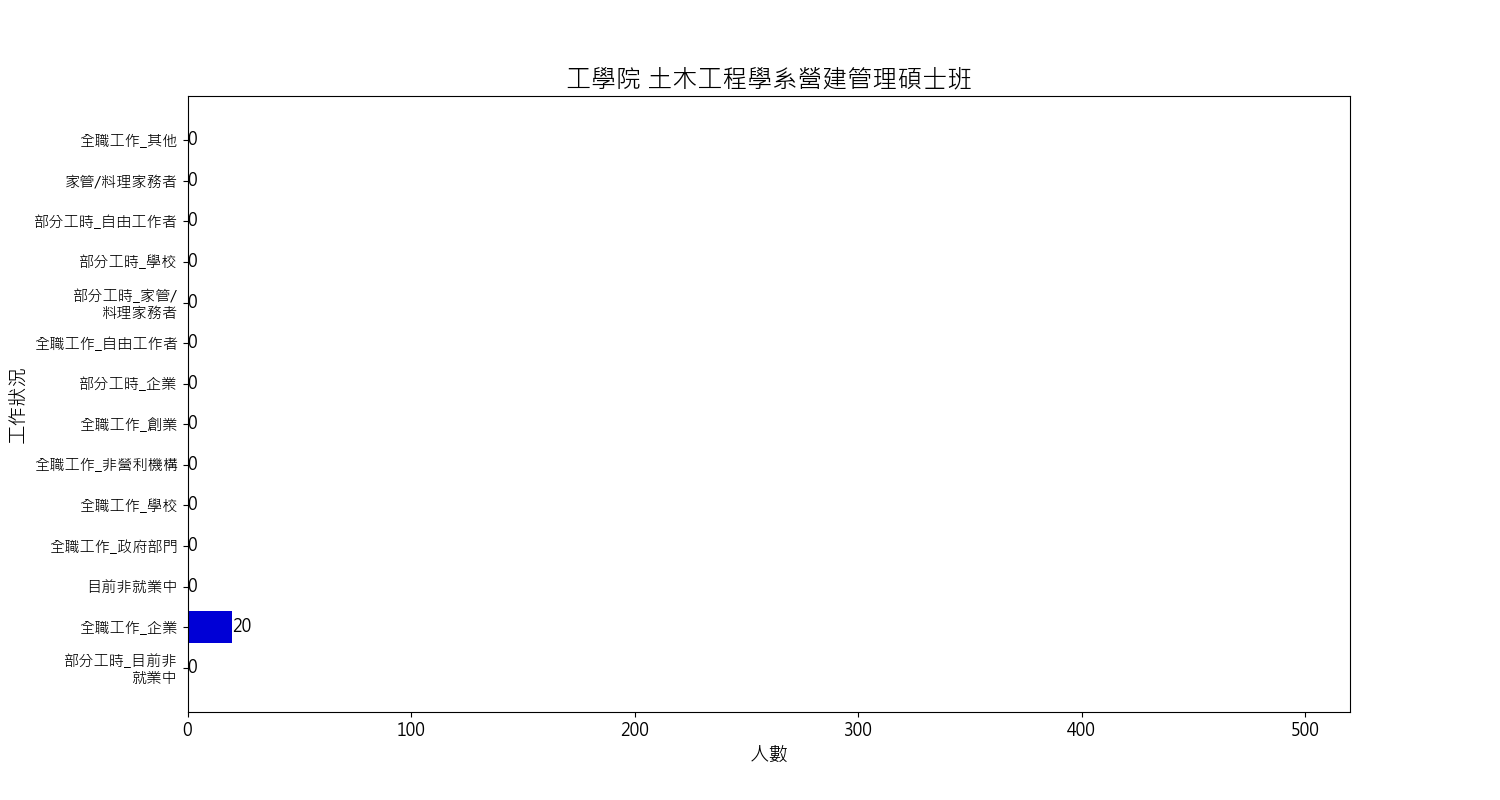 工學院 土木工程學系營建管理碩士班
全職工作_其他 0
家管/料理家務者 0
部分工時_自由工作者 0
部分工時_學校 0
部分工時_家管/
料理家務者 0
全職工作_自由工作者 0
部分工時_企業 0
全職工作_創業 0
全職工作_非營利機構 0
全職工作_學校 0
全職工作_政府部門 0
目前非就業中 0
全職工作_企業 20
部分工時_目前非
就業中 0
工作狀況
0 100 200 300 400 500
人數